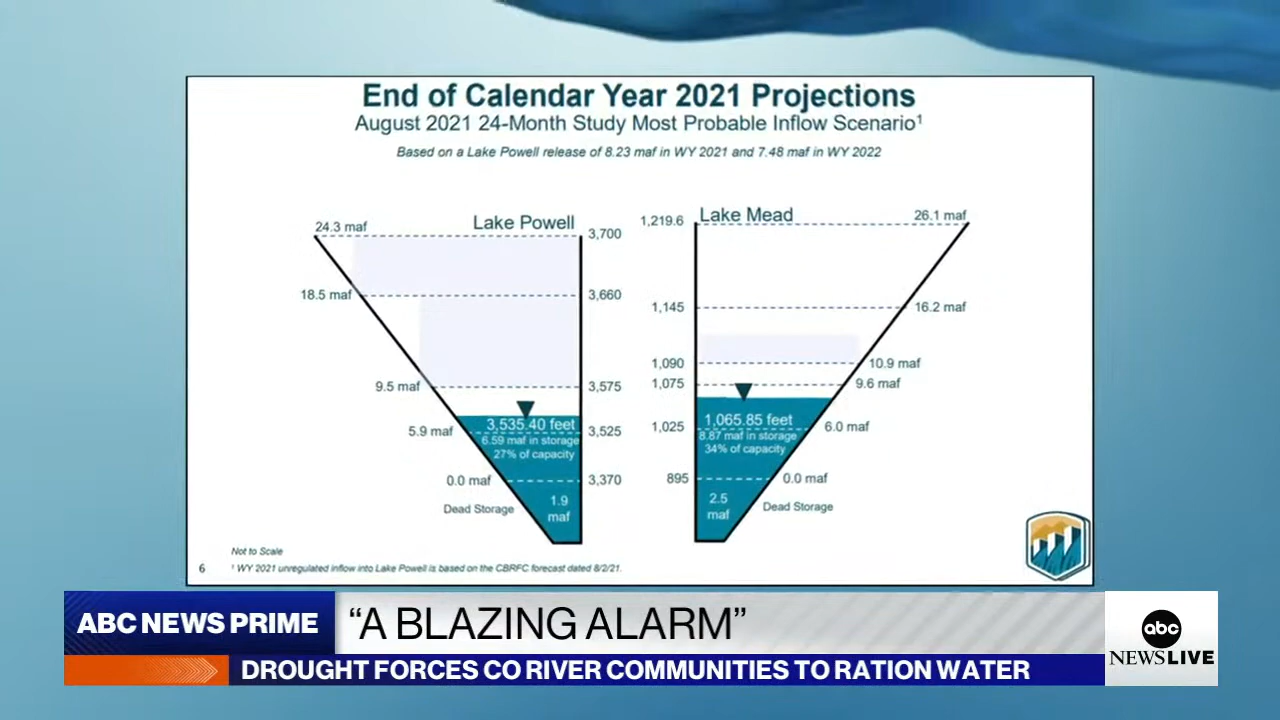 End of Calendar Year 2021 Projections
August 2021 24-Month Study Most Probable Inflow Scenario¹
Based on a Lake Powell release of 8.23 maf in WY 2021 and 7.48 maf in WY 2022
24.3 maf
Lake Powell
3,700
18.5 maf
3,660
9.5 maf
3,575
3,535.40 feet
5.9 maf
3,525
6.59 maf in storage
27% of capacity
0.0 maf
3,370
Dead Storage
1.9
maf
1,219.6
Lake Mead
26.1 maf
1,145
16.2 maf
1,090
10.9 maf
1,075
9.6 maf
1,065.85 feet
1,025
6.0 maf
8.87 maf in storage
34% of capacity
895
0.0 maf
2.5
maf
Dead Storage
Not to Scale
6
¹ WY 2021 unregulated inflow into Lake Powell is based on the CBRFC forecast dated 8/2/21.
ABC NEWS PRIME
“A BLAZING ALARM”
DROUGHT FORCES CO RIVER COMMUNITIES TO RATION WATER
abc
NEWS LIVE